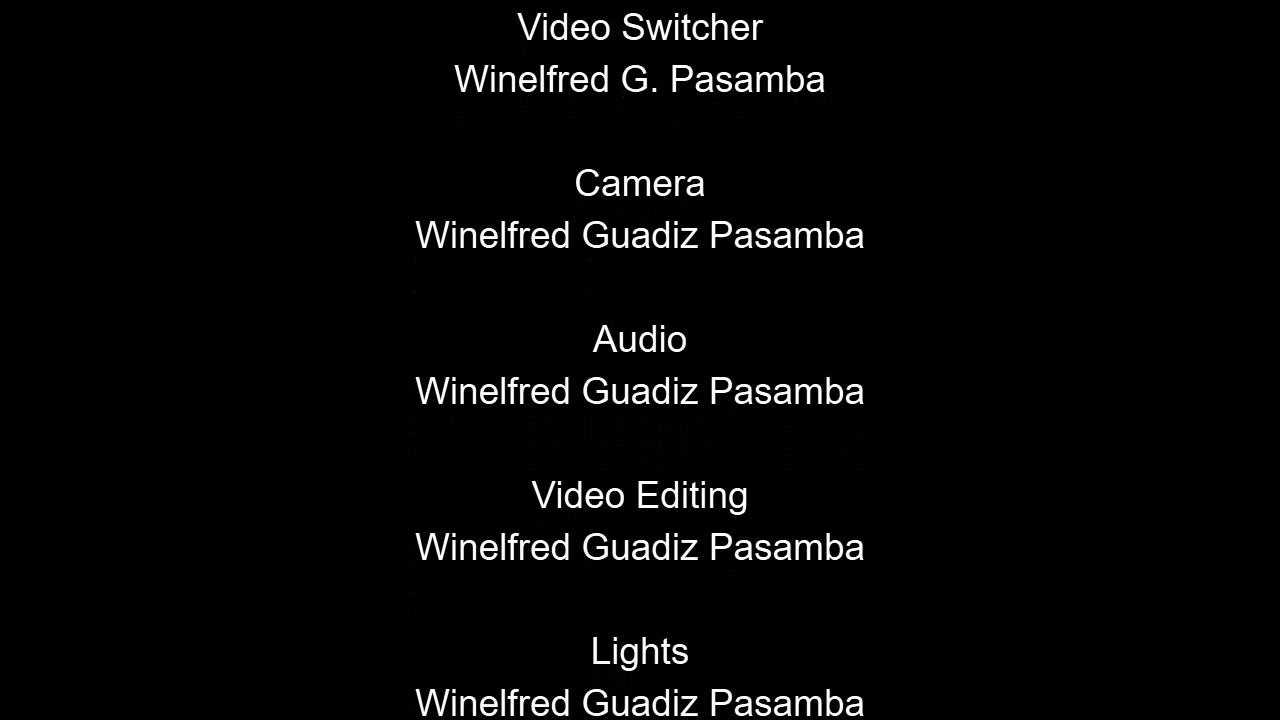 Video Switcher
Winelfred G. Pasamba
Camera
Winelfred Guadiz Pasamba
Audio
Winelfred Guadiz Pasamba
Video Editing
Winelfred Guadiz Pasamba
Lights
Winelfred Guadiz Pasamba